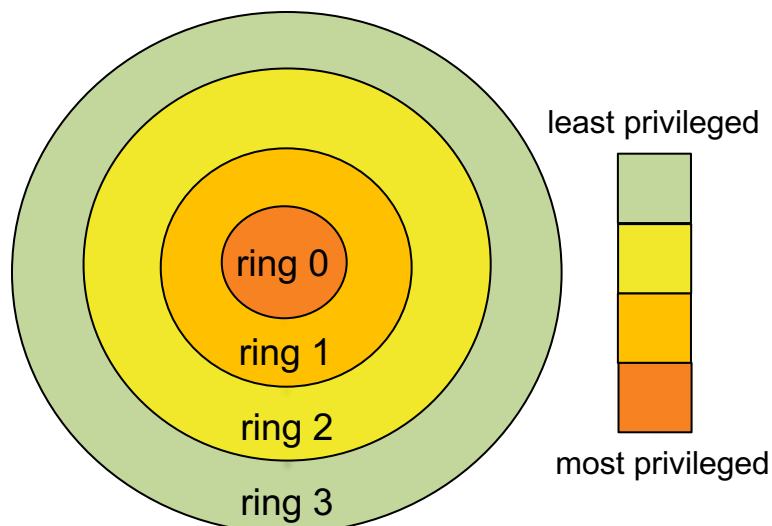 least privileged
ring 0
ring 1
ring 2
most privileged
ring 3